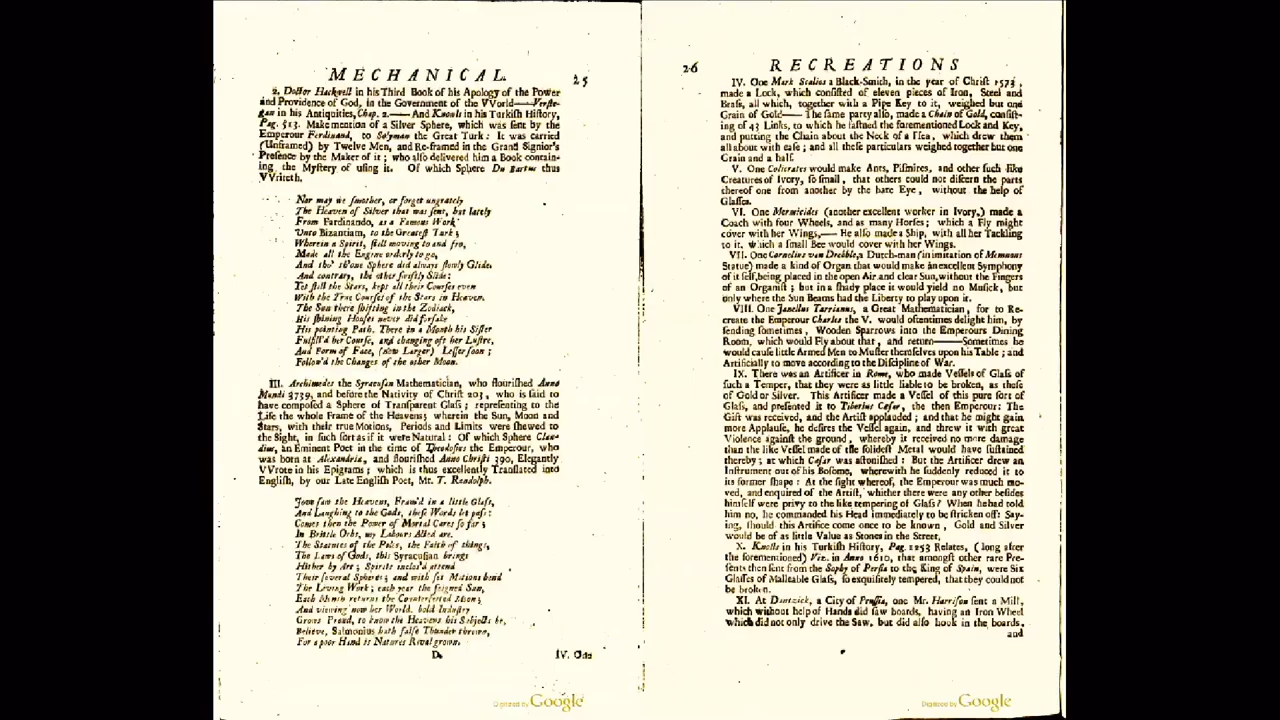 MECHANICAL
25
2. Doctor Hackwell in his Third Book of his Apology of the Power
and Providence of God, in the Government of the VVorld—Verste-
gan in his Antiquities, Chap. 2.— And Knowls in his Turkish History,
Pag. 513. Make mention of a Silver Sphere, which was sent by the
Emperour Ferdinand, to Solyman the Great Turk: It was carried
(Unframed) by Twelve Men, and Re-framed in the Grand Signior's
Presence by the Maker of it; who also delivered him a Book contain-
ing the Mystery of using it. Of which Sphere Du Bartus thus
VVriteth.
Nor may we smother, or forget ungrately
The Heaven of Silver that was sent, but lately
From Ferdinando, as a Famous Work
Unto Bizantiam, to the Greatest Turk;
Wherein a Spirit, still moving to and fro,
Made all the Engine orderly to go,
And tho' th'one Sphere did always slowly Glide,
And contrary, the other swiftly Slide:
Yet still the Stars, kept all their Courses even
With the True Courses of the Stars in Heaven.
The Sun there shifting in the Zodiack,
His shining Houses never did forsake
His pointing Path. There in a Month his Sister
Fulfill'd her Course, and changing oft her Lustre,
And Form of Face, (now Larger) Lesser soon;
Follow'd the Changes of the other Moon.
III. Archimedes the Syracusan Mathematician, who flourished Anno
Mundi 3739, and before the Nativity of Christ 203, who is said to
have composed a Sphere of Transparent Glass; representing to the
Life the whole Frame of the Heavens; wherein the Sun, Moon and
Stars, with their true Motions, Periods and Limits were shewed to
the Sight, in such sort as if it were Natural: Of which Sphere Clau-
dius, an Eminent Poet in the time of Theodosius the Emperour, who
was born at Alexandria, and flourished Anno Christi 390, Elegantly
VVrote in his Epigrams; which is thus excellently Translated into
English, by our Late English Poet, Mr. T. Randolph.
Jove saw the Heavens, Fram'd in a little Glass,
And Laughing to the Gods, these Words let pass:
Comes then the Power of Mortal Cares so far;
In Brittle Orbs, my Labours Acted are.
The Statutes of the Poles, the Faith of things,
The Laws of Gods, this Syracusian brings
Hither by Art; Spirits inclos'd attend
Their several Spheres; and with set Motions bend
The Living Work; each year the feigned Sun,
Each Month returns the Counterfeited Moon;
And viewing now her World, bold Industry
Grows Proud, to know the Heavens his Subjects be,
Believe, Salmonius hath false Thunder thrown,
For a poor Hand is Natures Rival grown.
D
IV. One
26
RECREATIONS
IV. One Mark Scalios a Black-Smith, in the year of Christ 1573,
made a Lock, which consisted of eleven pieces of Iron, Steel and
Brass, all which, together with a Pipe Key to it, weighed but one
Grain of Gold— The same party also, made a Chain of Gold, consist-
ing of 43 Links, to which he fastned the forementioned Lock and Key,
and putting the Chain about the Neck of a Flea, which drew them
all about with ease; and all these particulars weighed together but one
Grain and a half.
V. One Colicrates would make Ants, Pismires, and other such like
Creatures of Ivory, so small, that others could not discern the parts
thereof one from another by the bare Eye, without the help of
Glasses.
VI. One Mermicides (another excellent worker in Ivory,) made a
Coach with four Wheels, and as many Horses; which a Fly might
cover with her Wings,— He also made a Ship, with all her Tackling
to it, which a small Bee would cover with her Wings.
VII. One Cornelius van Drebble, a Dutch-man (in imitation of Memnons
Statue) made a kind of Organ that would make an excellent Symphony
of it self, being placed in the open Air and clear Sun, without the Fingers
of an Organist; but in a shady place it would yield no Musick, but
only where the Sun Beams had the Liberty to play upon it.
VIII. One Janellus Tarrianus, a Great Mathematician, for to Re-
create the Emperour Charles the V. would oftentimes delight him, by
sending sometimes, Wooden Sparrows into the Emperours Dining
Room, which would Fly about that, and return——Sometimes he
would cause little Armed Men to Muster themselves upon his Table; and
Artificially to move according to the Discipline of War.
IX. There was an Artificer in Rome, who made Vessels of Glass of
such a Temper, that they were as little liable to be broken, as these
of Gold or Silver. This Artificer made a Vessel of this pure sort of
Glass, and presented it to Tiberius Cæsar, the then Emperour: The
Gift was received, and the Artist applauded; and that he might gain
more Applause, he desires the Vessel again, and threw it with great
Violence against the ground, whereby it received no more damage
than the like Vessel made of the solidest Metal would have sustained
thereby; at which Cæsar was astonished: But the Artificer drew an
Instrument out of his Bosome, wherewith he suddenly reduced it to
its former shape: At the sight whereof, the Emperour was much mo-
ved, and enquired of the Artist, whither there were any other besides
himself were privy to the like tempering of Glass? When he had told
him no, he commanded his Head immediately to be stricken off: Say-
ing, should this Artifice come once to be known, Gold and Silver
would be of as little Value as Stones in the Street.
X. Knolls in his Turkish History, Pag. 1253 Relates, (long after
the forementioned) Viz. in Anno 1610, that amongst other rare Pre-
sents then sent from the Sophy of Persia to the King of Spain, were Six
Glasses of Malleable Glass, so exquisitely tempered, that they could not
be broken.
XI. At Dantzick, a City of Prussia, one Mr. Harrison sent a Mill,
which without help of Hands did saw boards, having an Iron Wheel
which did not only drive the Saw, but did also hook in the boards,
and
Digitized by Google
Digitized by Google